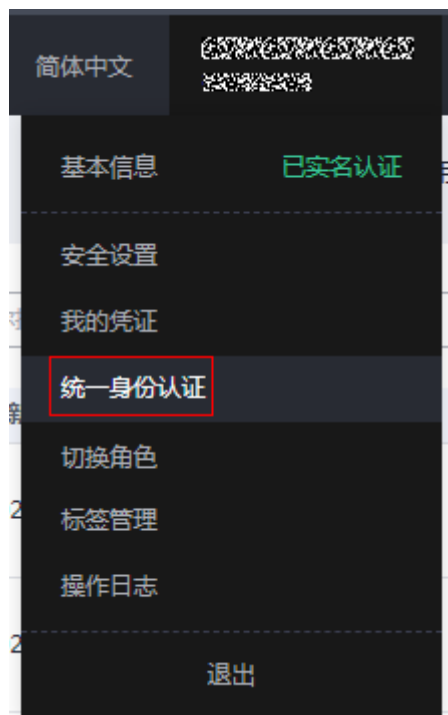 简体中文
基本信息 已实名认证
安全设置
我的凭证
统一身份认证
切换角色
标签管理
操作日志
退出